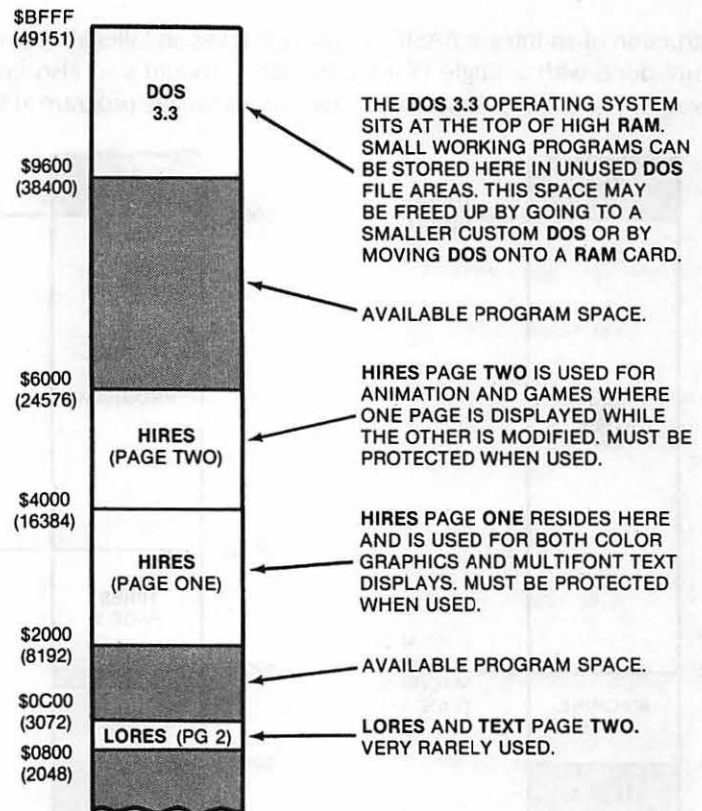 $BFFF
(49151)
DOS
3.3
THE DOS 3.3 OPERATING SYSTEM
SITS AT THE TOP OF HIGH RAM.
SMALL WORKING PROGRAMS CAN
BE STORED HERE IN UNUSED DOS
FILE AREAS. THIS SPACE MAY
BE FREED UP BY GOING TO A
SMALLER CUSTOM DOS OR BY
MOVING DOS ONTO A RAM CARD.
$9600
(38400)
AVAILABLE PROGRAM SPACE.
$6000
(24576)
HIRES
(PAGE TWO)
HIRES PAGE TWO IS USED FOR
ANIMATION AND GAMES WHERE
ONE PAGE IS DISPLAYED WHILE
THE OTHER IS MODIFIED. MUST BE
PROTECTED WHEN USED.
$4000
(16384)
HIRES
(PAGE ONE)
HIRES PAGE ONE RESIDES HERE
AND IS USED FOR BOTH COLOR
GRAPHICS AND MULTIFONT TEXT
DISPLAYS. MUST BE PROTECTED
WHEN USED.
$2000
(8192)
AVAILABLE PROGRAM SPACE.
$0C00
(3072)
LORES (PG 2)
LORES AND TEXT PAGE TWO.
VERY RARELY USED.
$0800
(2048)